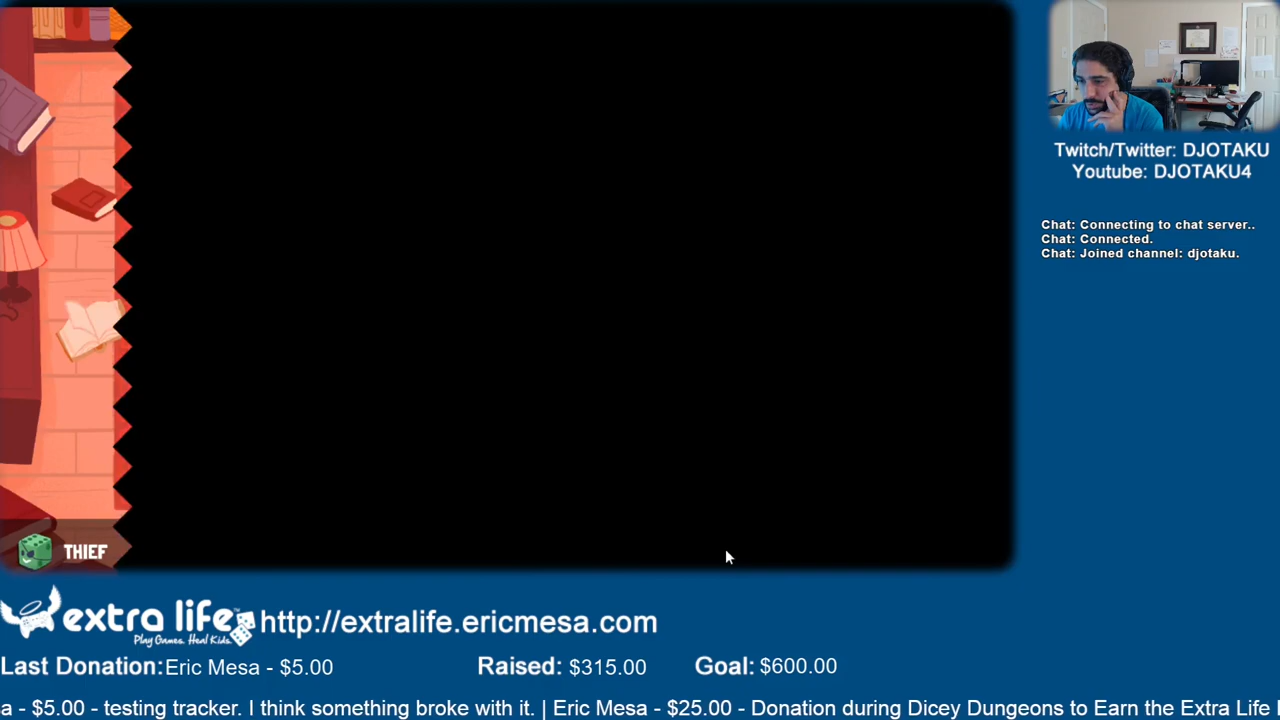 Twitch/Twitter: DJOTAKU
Youtube: DJOTAKU4
Chat: Connecting to chat server..
Chat: Connected.
Chat: Joined channel: djotaku.
THIEF
extra life
Play Games. Heal Kids.
http://extralife.ericmesa.com
Last Donation: Eric Mesa - $5.00 Raised: $315.00 Goal: $600.00
a - $5.00 - testing tracker. I think something broke with it. | Eric Mesa - $25.00 - Donation during Dicey Dungeons to Earn the Extra Life